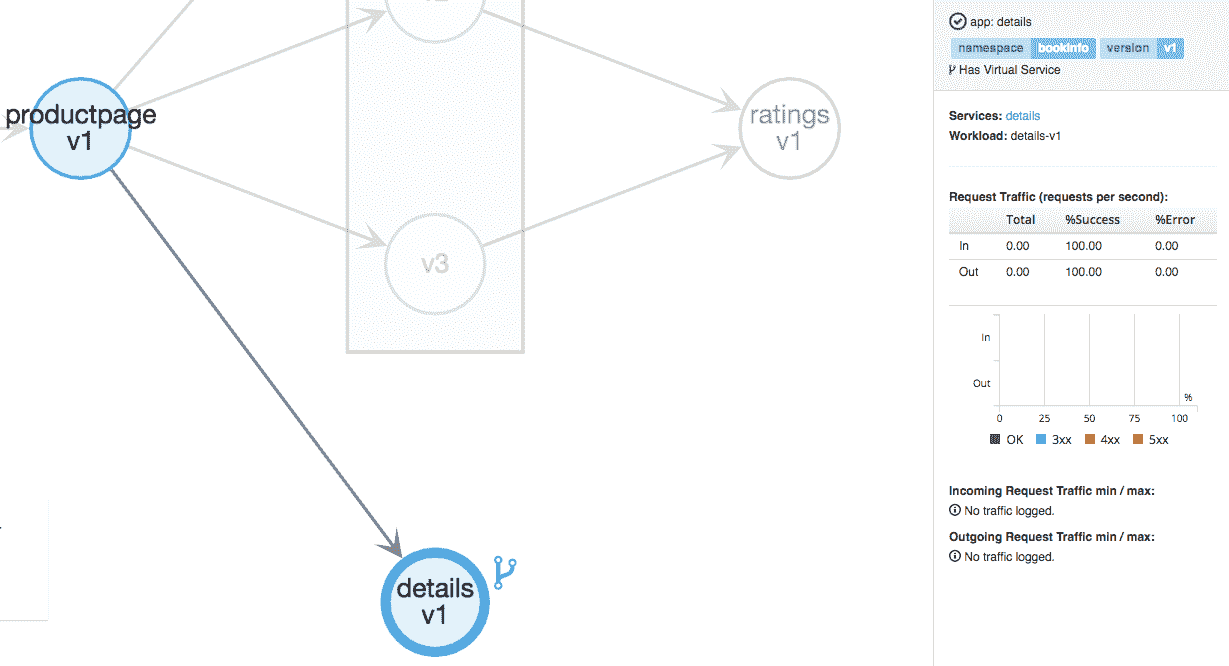 productpage
v1
v3
ratings
v1
details
v1
app: details
namespace bookinfo version v1
Has Virtual Service
Services: details
Workload: details-v1
Request Traffic (requests per second):
Total %Success %Error
In 0.00 100.00 0.00
Out 0.00 100.00 0.00
In
Out
%
0 25 50 75 100
OK 3xx 4xx 5xx
Incoming Request Traffic min / max:
No traffic logged.
Outgoing Request Traffic min / max:
No traffic logged.